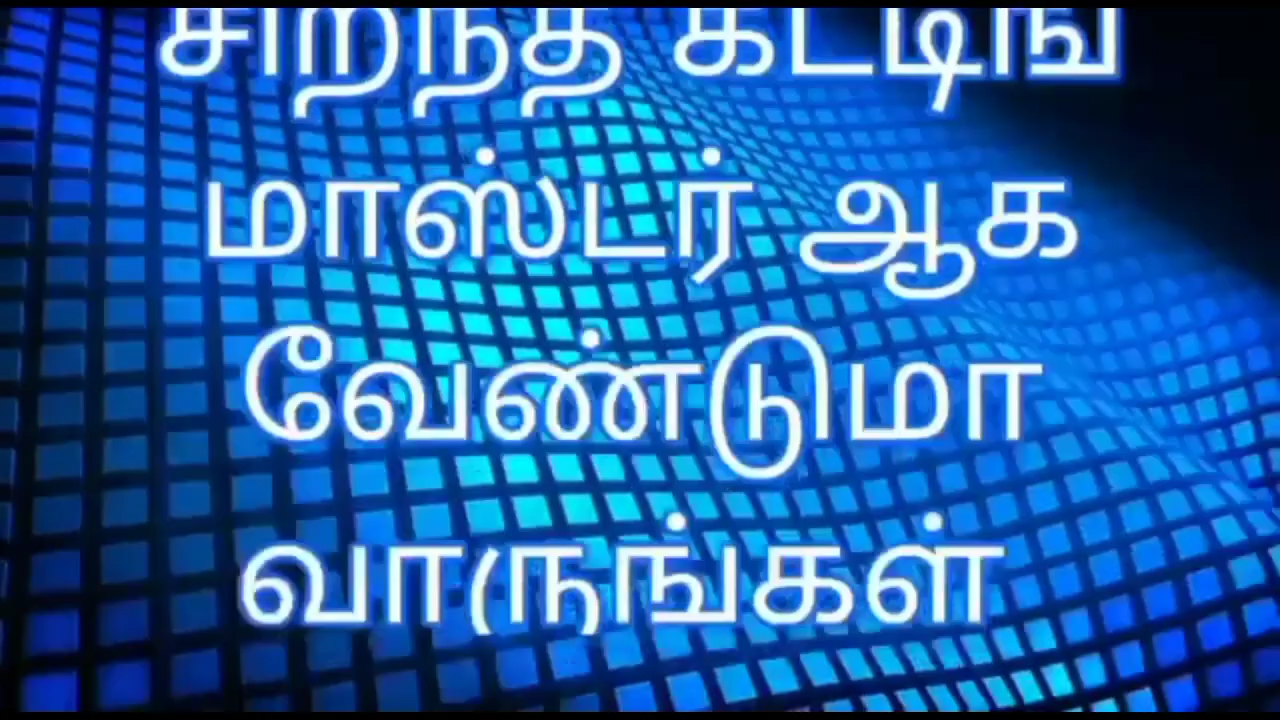 சிறந்த கட்டிங்
மாஸ்டர் ஆக
வேண்டுமா
வாருங்கள்